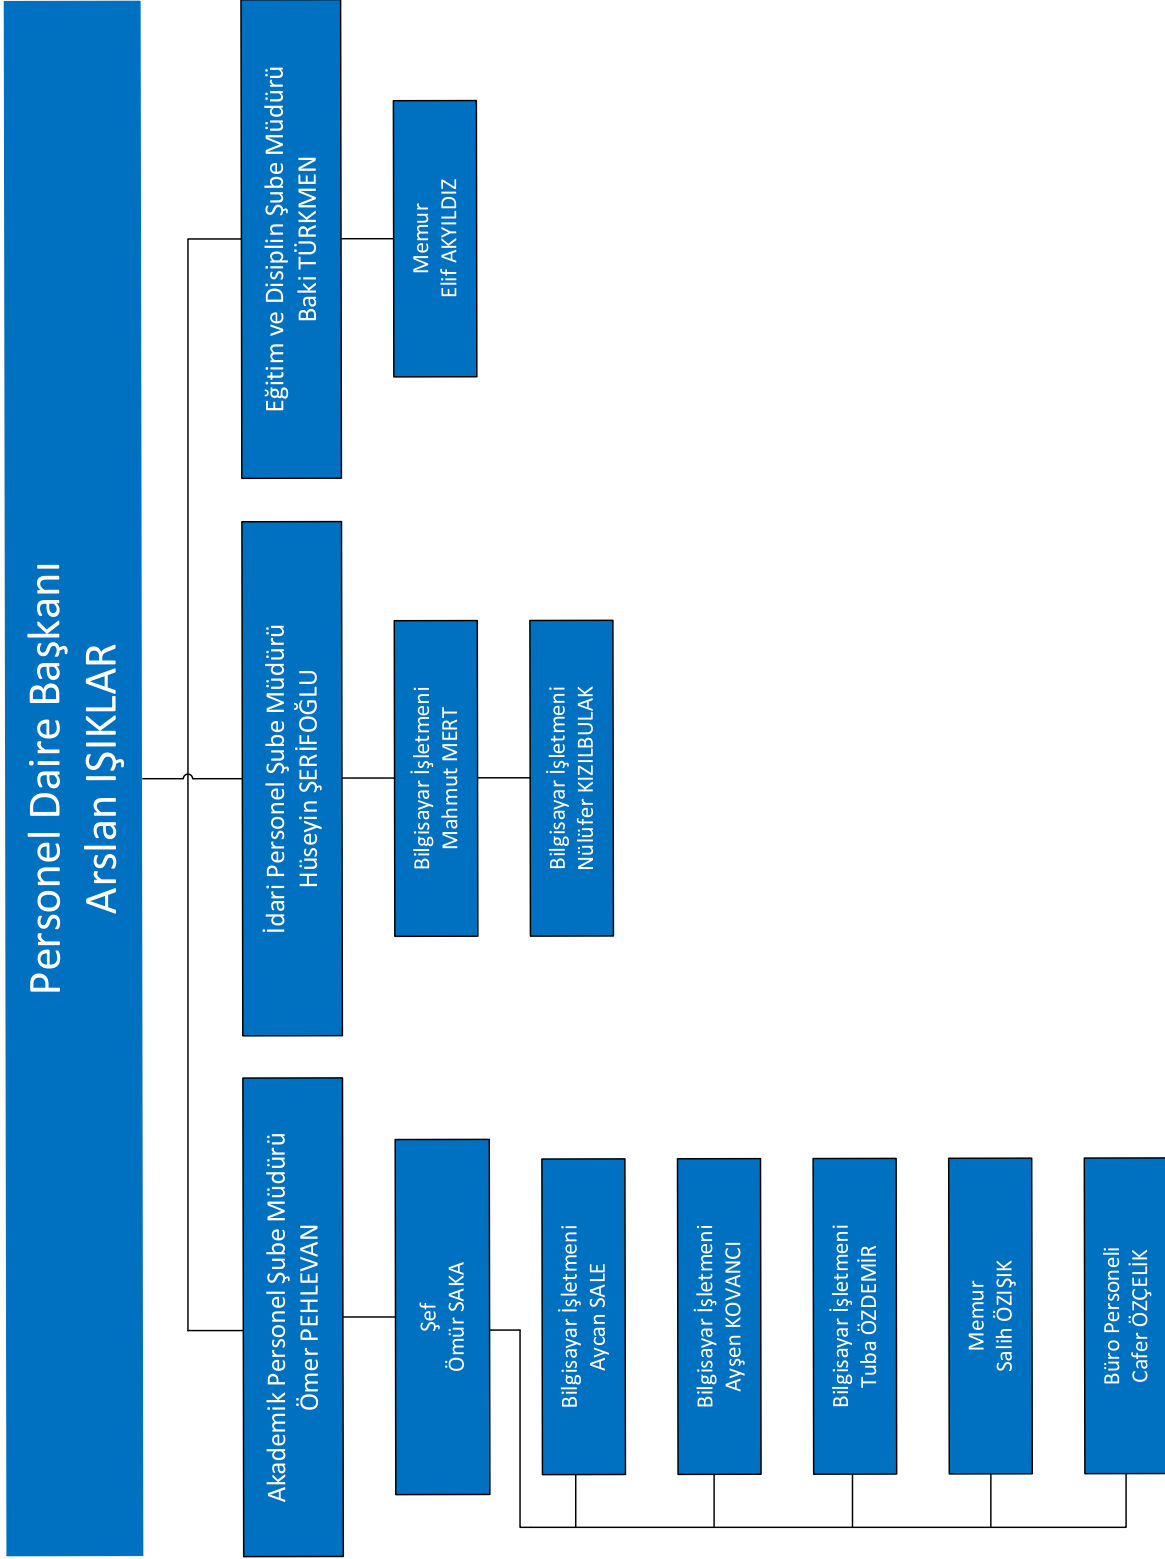 Personel Daire Başkanı
Arslan IŞIKLAR
Akademik Personel Şube Müdürü
Ömer PEHLEVAN
İdari Personel Şube Müdürü
Hüseyin ŞERİFOĞLU
Eğitim ve Disiplin Şube Müdürü
Baki TÜRKMEN
Şef
Ömür SAKA
Bilgisayar İşletmeni
Mahmut MERT
Memur
Elif AKYILDIZ
Bilgisayar İşletmeni
Aycan SALE
Bilgisayar İşletmeni
Nülüfer KIZILBULAK
Bilgisayar İşletmeni
Ayşen KOVANCI
Bilgisayar İşletmeni
Tuba ÖZDEMİR
Memur
Salih ÖZIŞIK
Büro Personeli
Cafer ÖZÇELİK